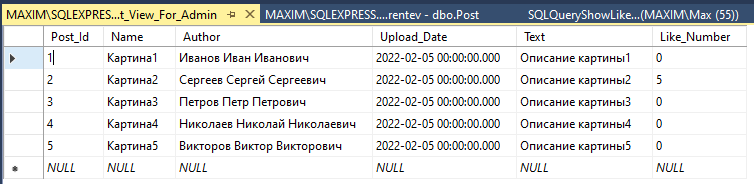 MAXIM\SQLEXPRES...t_View_For_Admin MAXIM\SQLEXPRESS....rentev - dbo.Post SQLQueryShowLike...(MAXIM\Max (55))
Post_Id Name Author Upload_Date Text Like_Number
1 Картина1 Иванов Иван Иванович 2022-02-05 00:00:00.000 Описание картины1 0
2 Картина2 Сергеев Сергей Сергеевич 2022-02-05 00:00:00.000 Описание картины2 5
3 Картина3 Петров Петр Петрович 2022-02-05 00:00:00.000 Описание картины3 0
4 Картина4 Николаев Николай Николаевич 2022-02-05 00:00:00.000 Описание картины4 0
5 Картина5 Викторов Виктор Викторович 2022-02-05 00:00:00.000 Описание картины5 0
NULL NULL NULL NULL NULL NULL